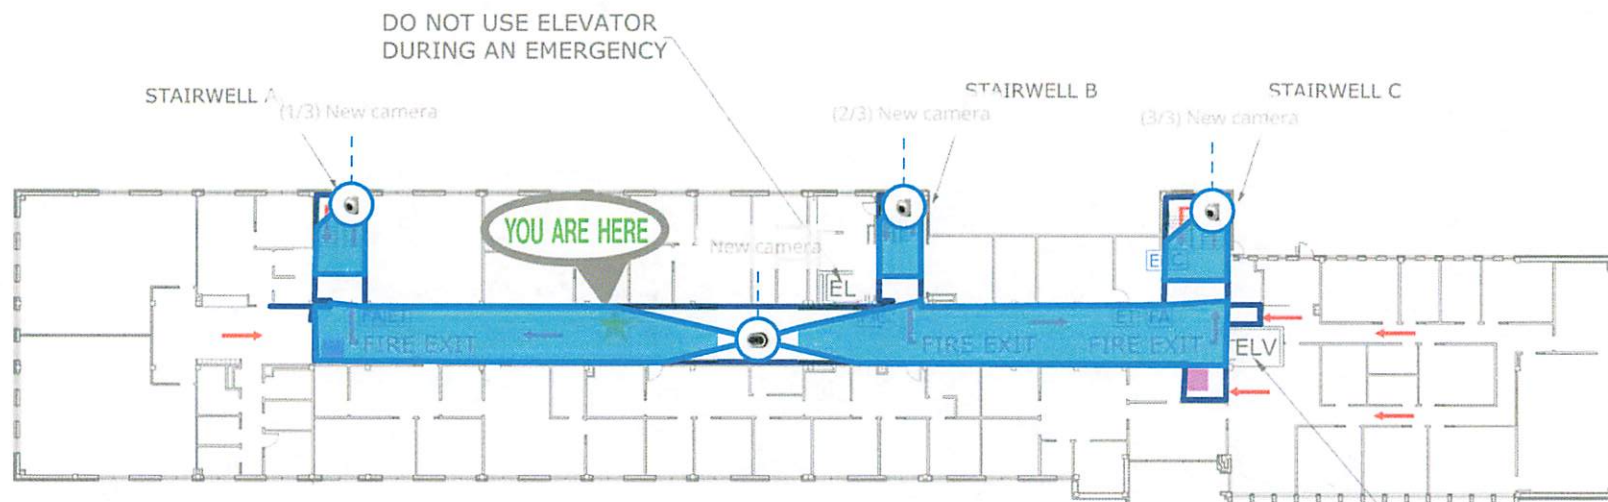 DO NOT USE ELEVATOR
DURING AN EMERGENCY
STAIRWELL A
(1/3) New camera
(2/3) New camera
STAIRWELL B
(3/3) New camera
STAIRWELL C
YOU ARE HERE
New camera
EL
FIRE EXIT
FIRE EXIT
FIRE EXIT
ELV